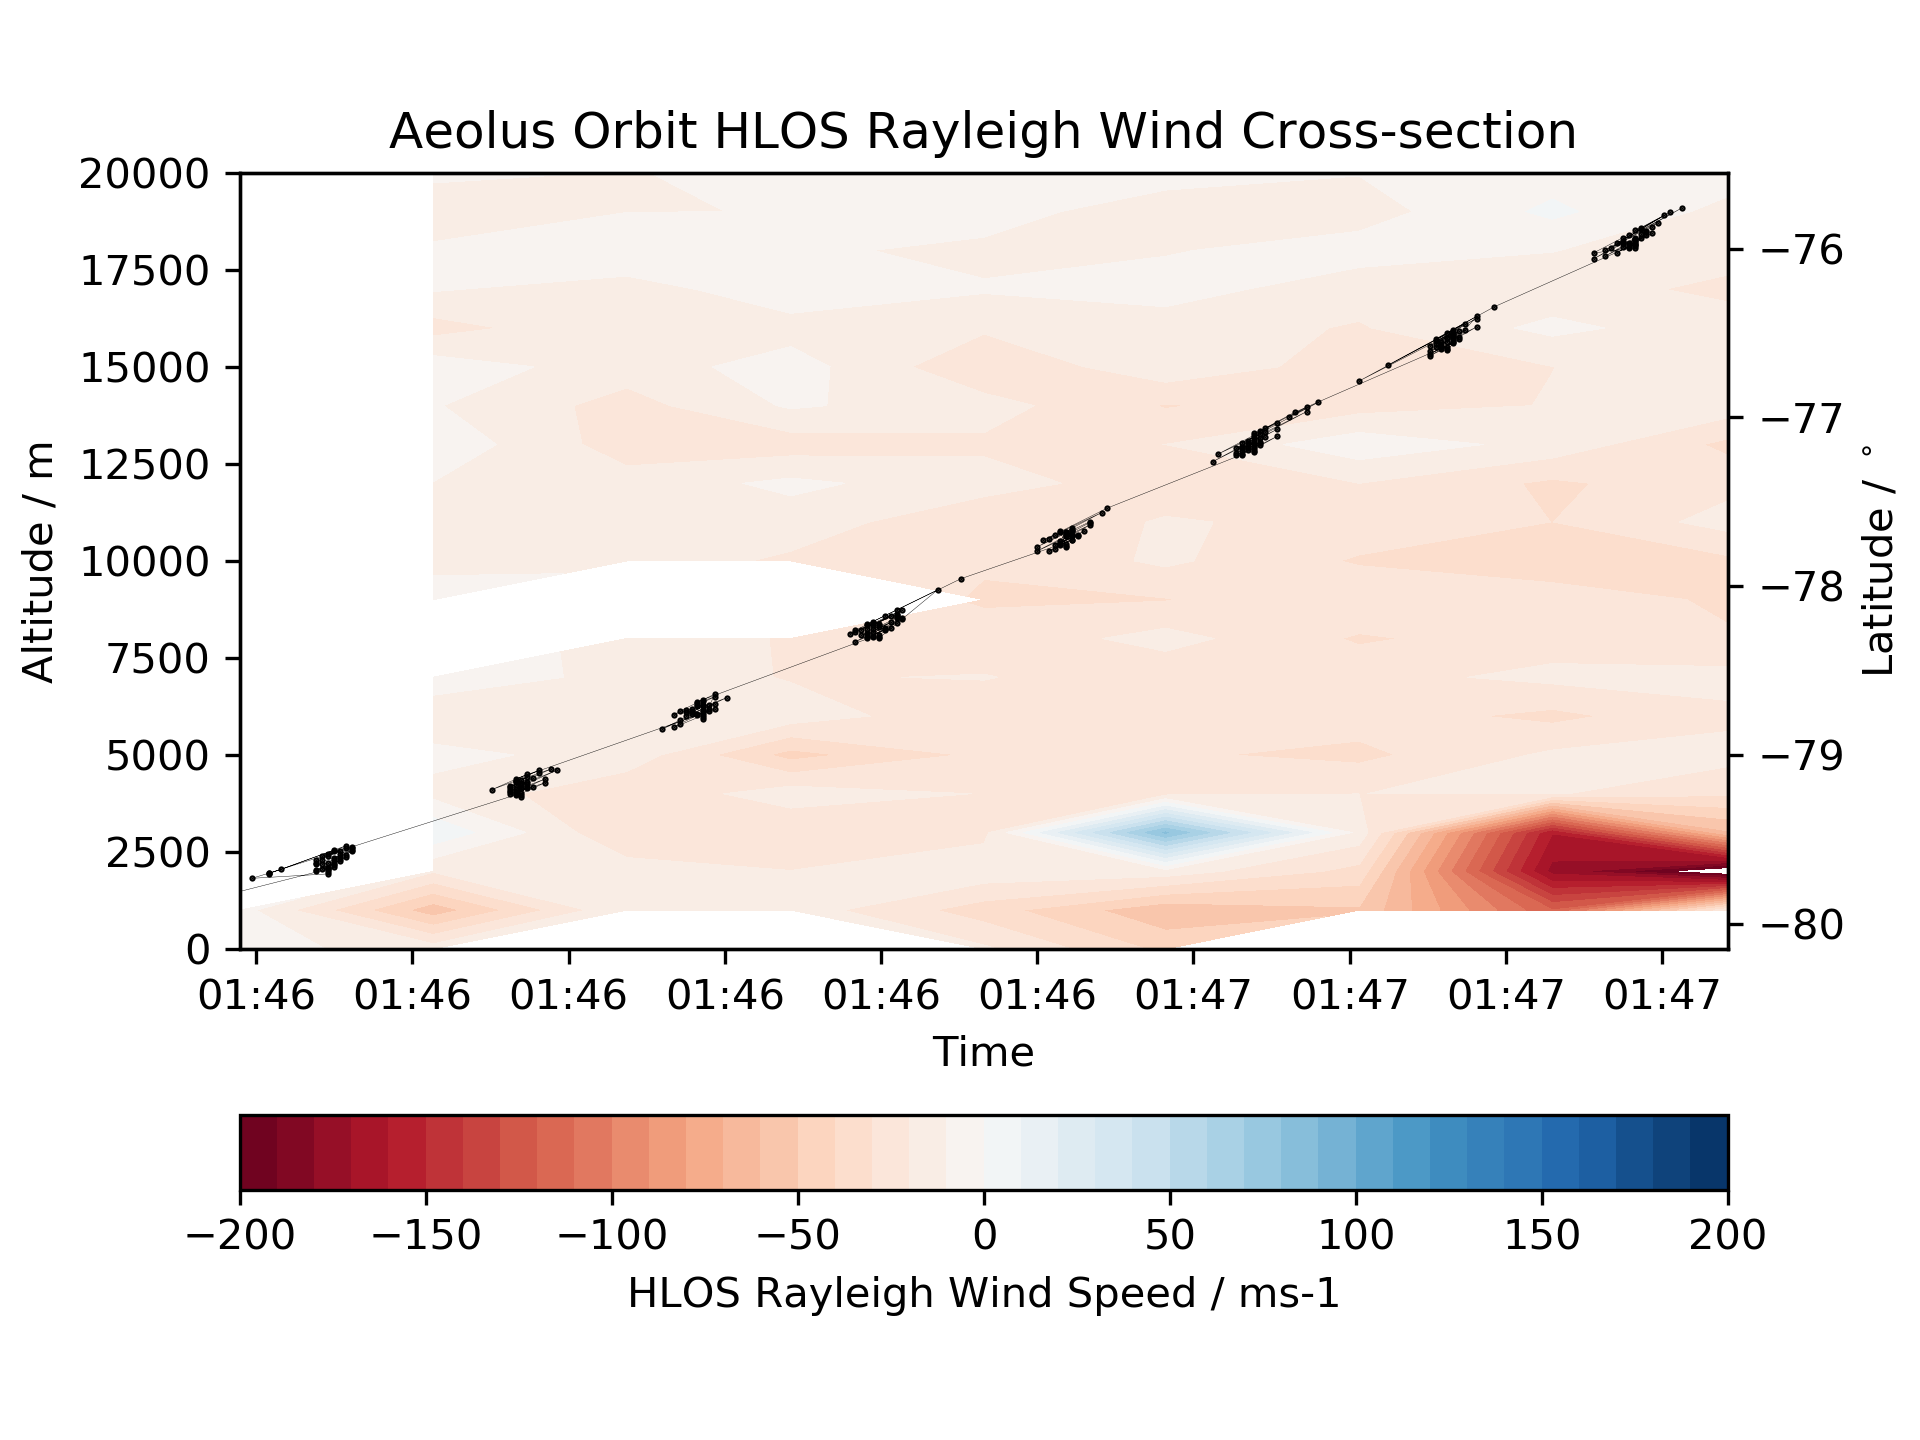 Aeolus Orbit HLOS Rayleigh Wind Cross-section
20000
17500
15000
12500
10000
7500
5000
2500
0
Altitude / m
−76
−77
−78
−79
−80
Latitude / °
01:46 01:46 01:46 01:46 01:46 01:46 01:47 01:47 01:47 01:47
Time
−200 −150 −100 −50 0 50 100 150 200
HLOS Rayleigh Wind Speed / ms-1